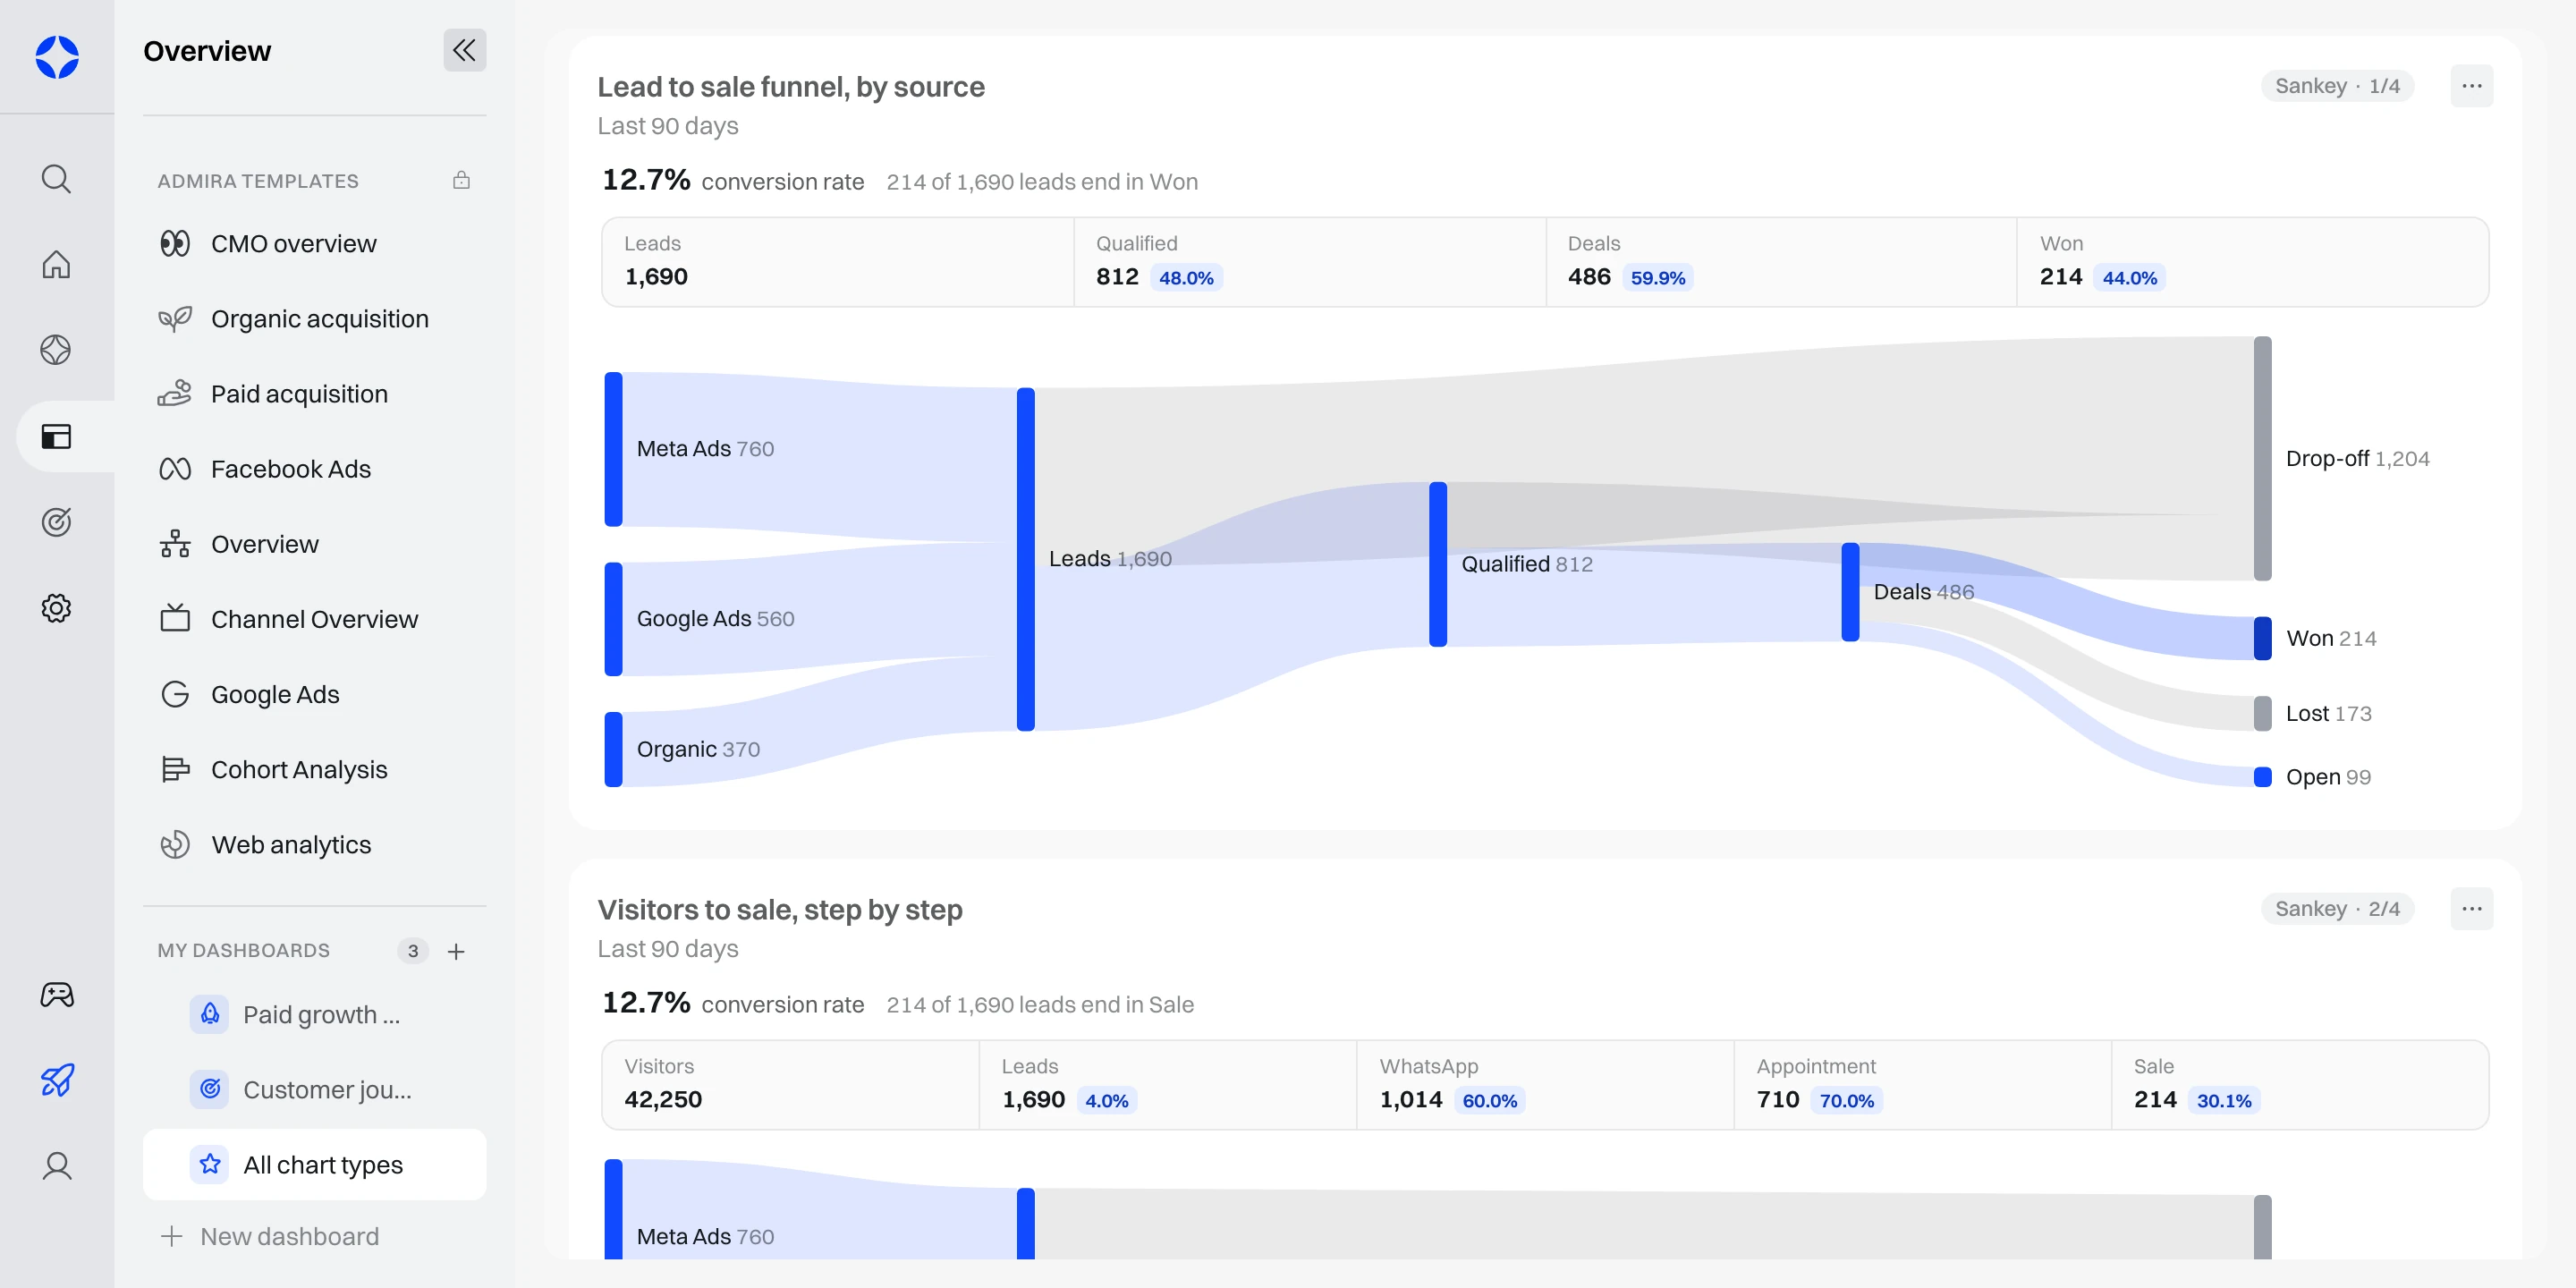 Overview
ADMIRA TEMPLATES
CMO overview
Organic acquisition
Paid acquisition
Facebook Ads
Overview
Channel Overview
Google Ads
Cohort Analysis
Web analytics
MY DASHBOARDS 3
Paid growth ...
Customer jou...
All chart types
New dashboard
Lead to sale funnel, by source
Sankey · 1/4
Last 90 days
12.7% conversion rate 214 of 1,690 leads end in Won
Leads
1,690
Qualified
812 48.0%
Deals
486 59.9%
Won
214 44.0%
Meta Ads 760
Google Ads 560
Organic 370
Leads 1,690
Qualified 812
Deals 486
Drop-off 1,204
Won 214
Lost 173
Open 99
Visitors to sale, step by step
Sankey · 2/4
Last 90 days
12.7% conversion rate 214 of 1,690 leads end in Sale
Visitors
42,250
Leads
1,690 4.0%
WhatsApp
1,014 60.0%
Appointment
710 70.0%
Sale
214 30.1%
Meta Ads 760